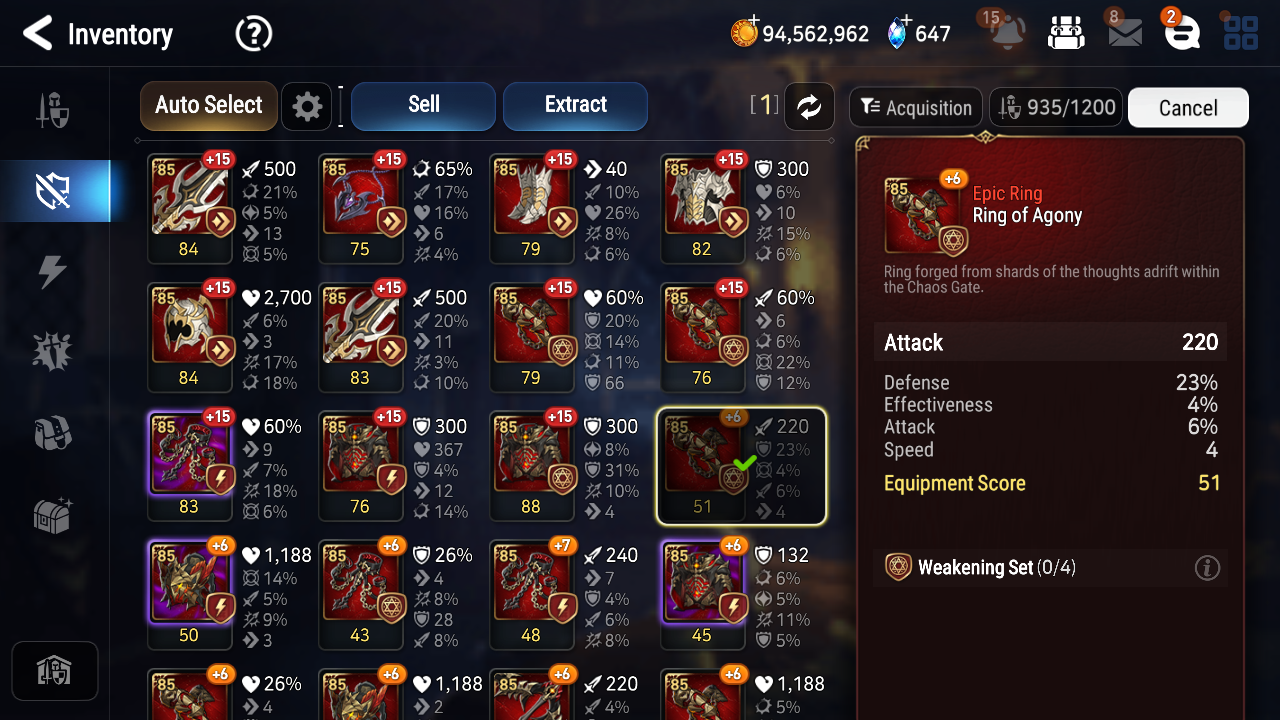 Inventory
?
94,562,962
647
15
8
2
Auto Select
Sell
Extract
[1]
Acquisition
935/1200
Cancel
85 +15 84
500
21%
5%
13
5%
85 +15 75
65%
17%
16%
6
4%
85 +15 79
40
10%
26%
8%
6%
85 +15 82
300
6%
10
15%
6%
85 +15 84
2,700
6%
3
17%
18%
85 +15 83
500
20%
11
3%
10%
85 +15 79
60%
20%
14%
11%
66
85 +15 76
60%
6
6%
22%
12%
85 +15 83
60%
9
7%
18%
6%
85 +15 76
300
367
4%
12
14%
85 +15 88
300
8%
31%
10%
4
85 +6 51
220
23%
4%
6%
4
85 +6 50
1,188
14%
5%
9%
3
85 +6 43
26%
4
8%
28
8%
85 +7 48
240
7
4%
6%
8%
85 +6 45
132
6%
5%
11%
5%
85 +6
26%
4
85 +6
1,188
2
85 +6
220
4%
85 +6
1,188
5%
85 +6
Epic Ring
Ring of Agony
Ring forged from shards of the thoughts adrift within
the Chaos Gate.
Attack 220
Defense 23%
Effectiveness 4%
Attack 6%
Speed 4
Equipment Score 51
Weakening Set (0/4)
i